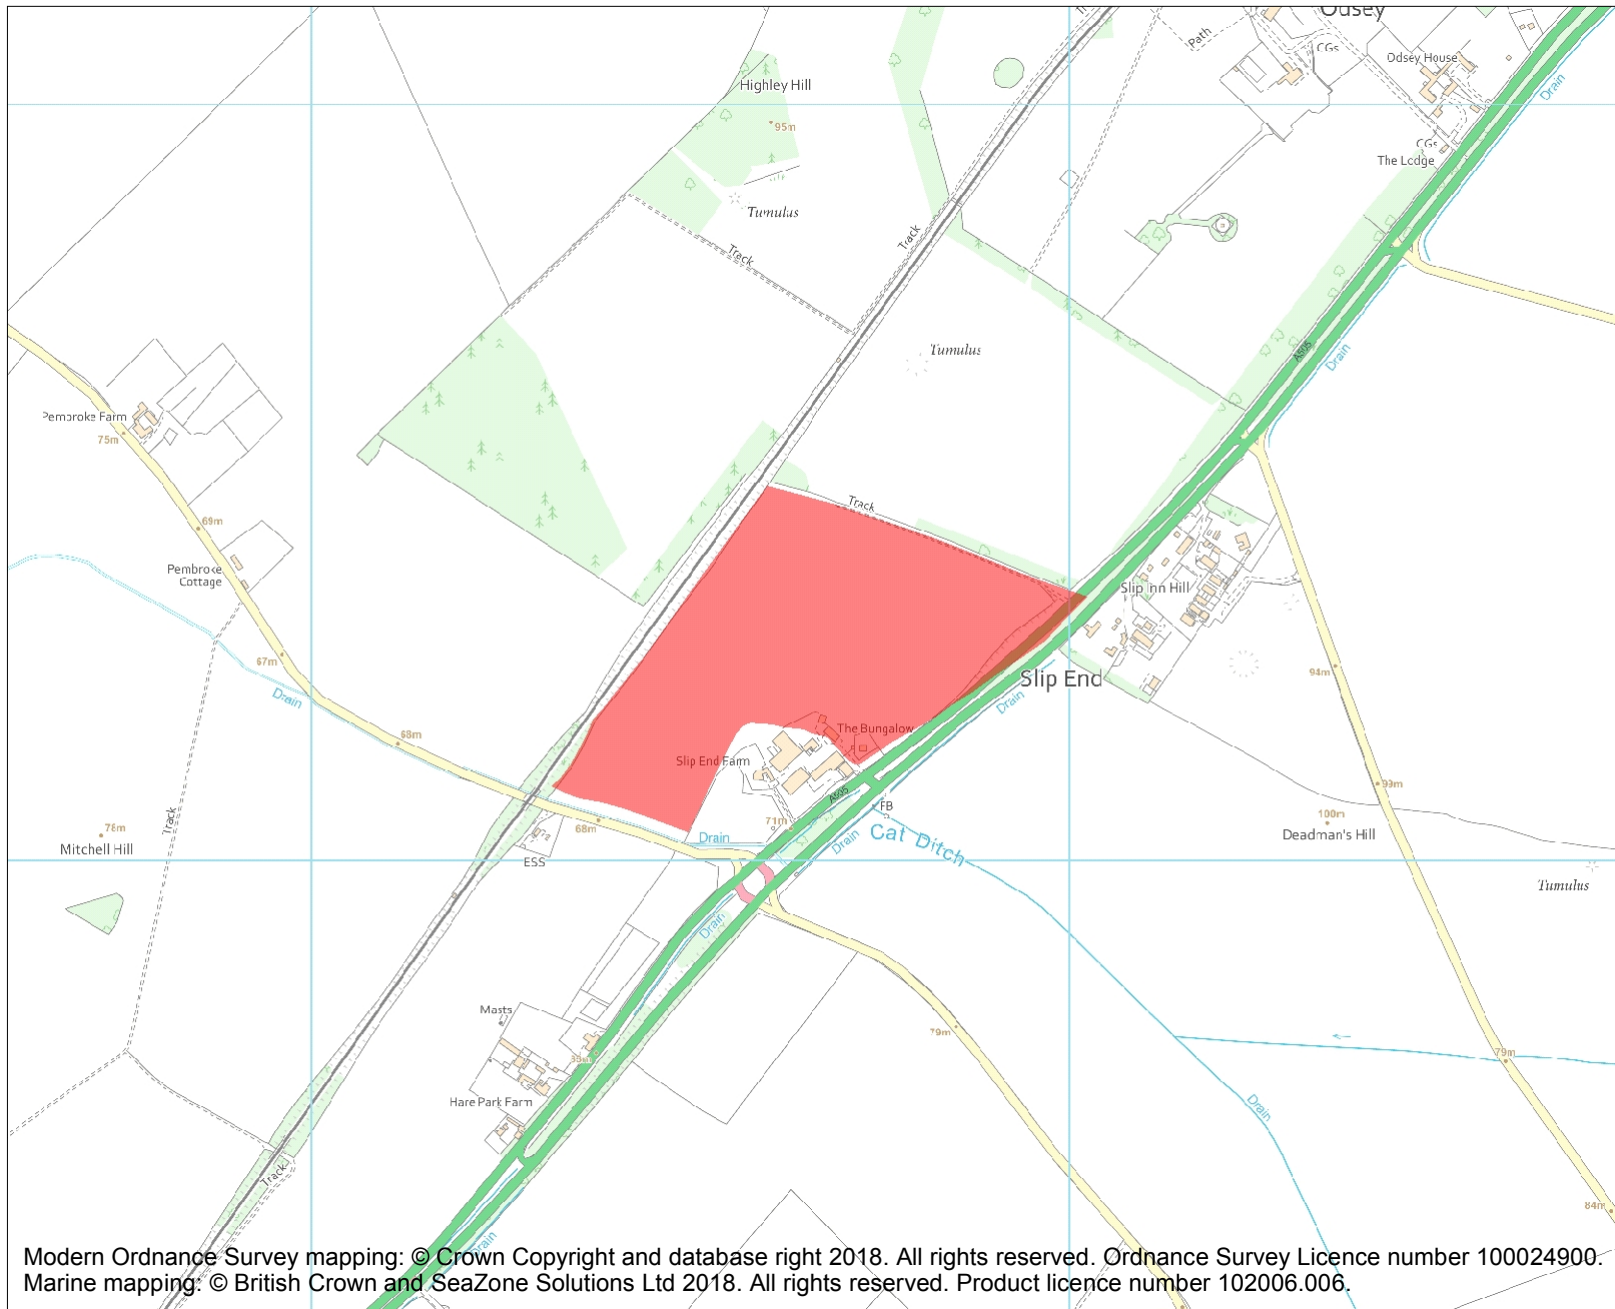 Odsey
Path
CGs
Odsey House
Drain
Highley Hill
95m
CGs
The Lodge
Tumulus
Track
Track
Tumulus
A505
Drain
Pembroke Farm
75m
Track
69m
Pembroke
Cottage
Slip Inn Hill
67m
Slip End
94m
Drain
Drain
68m
The Bungalow
Slip End Farm
99m
A505
FB
100m
Track
78m
68m
71m
Drain
Drain
Cat Ditch
Deadman's Hill
Mitchell Hill
ESS
Tumulus
Drain
Masts
79m
79m
Hare Park Farm
Drain
Track
84m
Drain
Modern Ordnance Survey mapping: © Crown Copyright and database right 2018. All rights reserved. Ordnance Survey Licence number 100024900.
Marine mapping: © British Crown and SeaZone Solutions Ltd 2018. All rights reserved. Product licence number 102006.006.